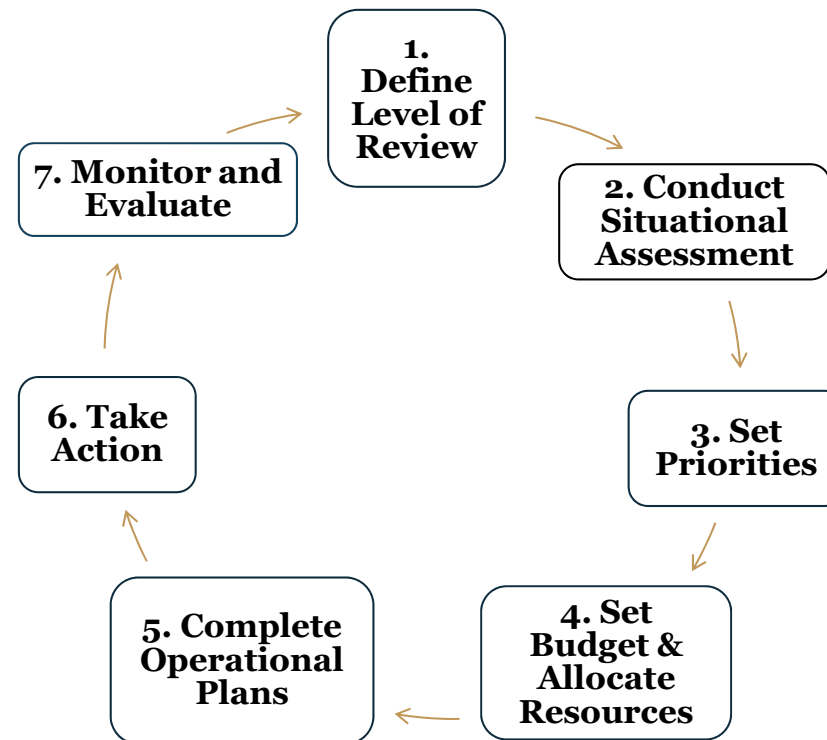 1.
Define
Level of
Review
2. Conduct
Situational
Assessment
3. Set
Priorities
4. Set
Budget &
Allocate
Resources
5. Complete
Operational
Plans
6. Take
Action
7. Monitor and
Evaluate